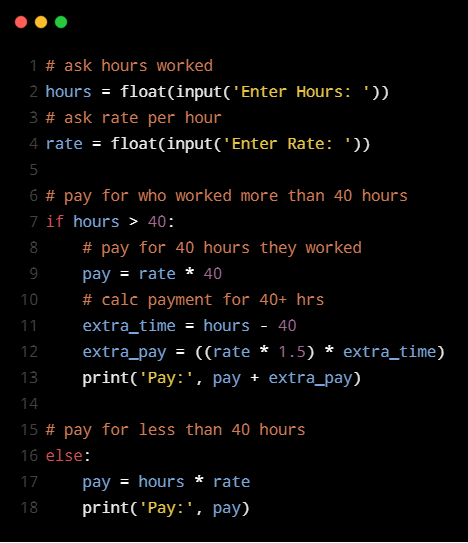 1 # ask hours worked
2 hours = float(input('Enter Hours: '))
3 # ask rate per hour
4 rate = float(input('Enter Rate: '))
5
6 # pay for who worked more than 40 hours
7 if hours > 40:
8     # pay for 40 hours they worked
9     pay = rate * 40
10     # calc payment for 40+ hrs
11     extra_time = hours - 40
12     extra_pay = ((rate * 1.5) * extra_time)
13     print('Pay:', pay + extra_pay)
14
15 # pay for less than 40 hours
16 else:
17     pay = hours * rate
18     print('Pay:', pay)